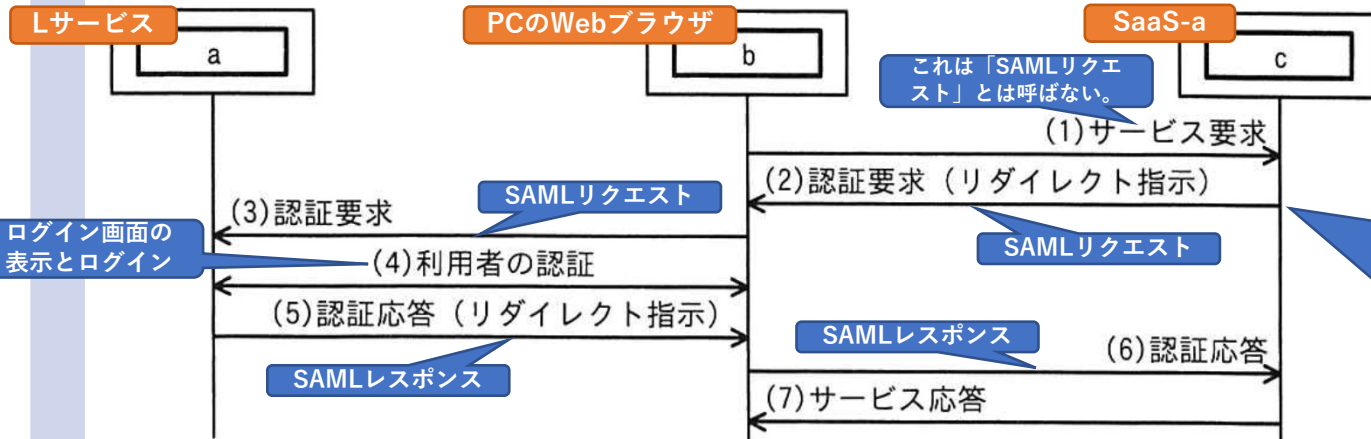 Lサービス
PCのWebブラウザ
SaaS-a
a
b
c
これは「SAMLリクエ
スト」とは呼ばない。
(1)サービス要求
(2)認証要求（リダイレクト指示）
SAMLリクエスト
(3)認証要求
SAMLリクエスト
ログイン画面の
表示とログイン
(4)利用者の認証
(5)認証応答（リダイレクト指示）
SAMLレスポンス
SAMLレスポンス
(6)認証応答
(7)サービス応答